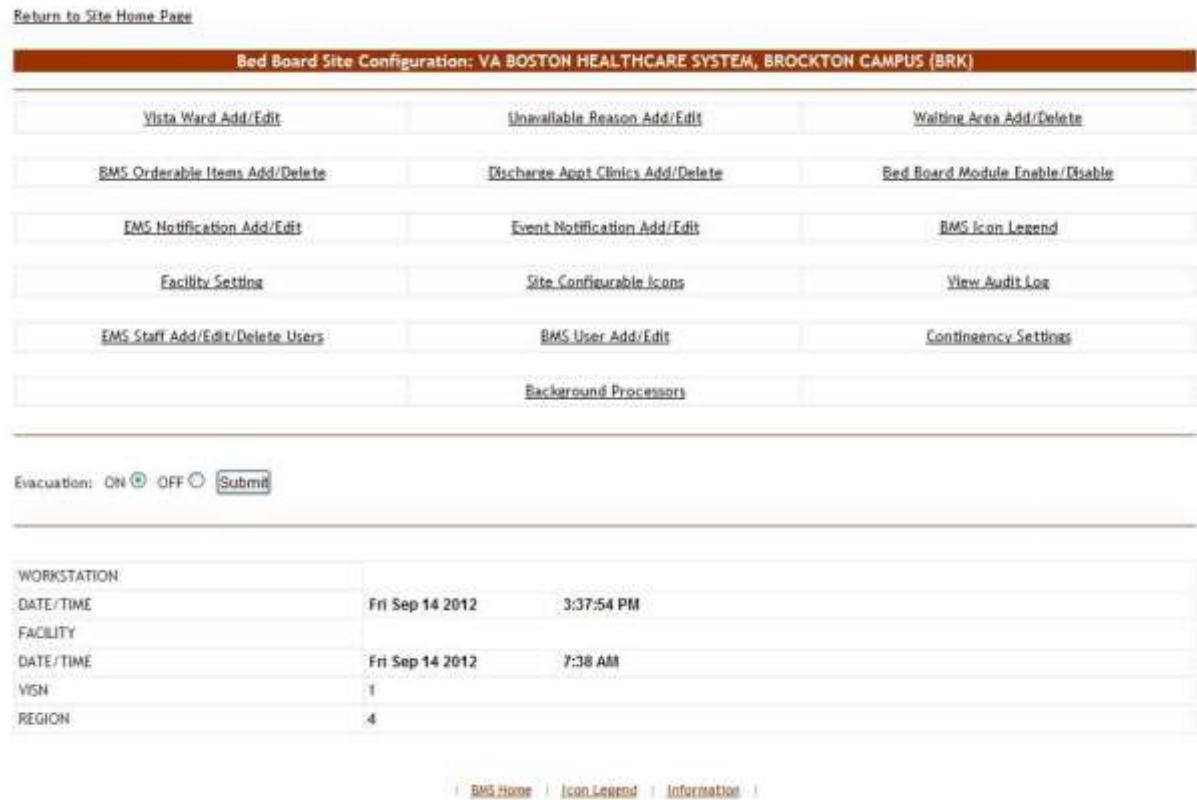 Return to Site Home Page
Bed Board Site Configuration: VA BOSTON HEALTHCARE SYSTEM, BROCKTON CAMPUS (BRK)
Vista Ward Add/Edit Unavailable Reason Add/Edit Waiting Area Add/Delete
BMS Orderable Items Add/Delete Discharge Appt Clinics Add/Delete Bed Board Module Enable/Disable
EMS Notification Add/Edit Event Notification Add/Edit BMS Icon Legend
Facility Setting Site Configurable Icons View Audit Log
EMS Staff Add/Edit/Delete Users BMS User Add/Edit Contingency Settings
Background Processors
Evacuation: ON OFF Submit
WORKSTATION
DATE/TIME Fri Sep 14 2012 3:37:54 PM
FACILITY
DATE/TIME Fri Sep 14 2012 7:38 AM
VISN 1
REGION 4
| BMS Home | Icon Legend | Information |